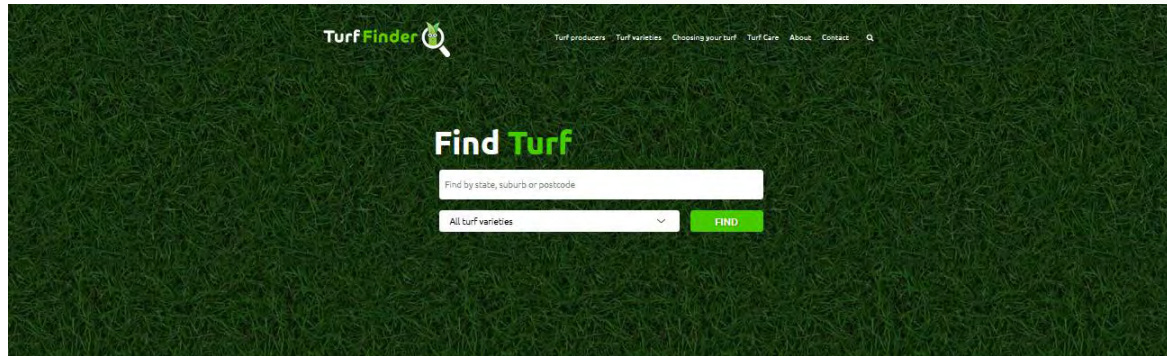 Turf Finder
Turf producers Turf varieties Choosing your turf Turf Care About Contact
Find Turf
Find by state, suburb or postcode
All turf varieties
FIND